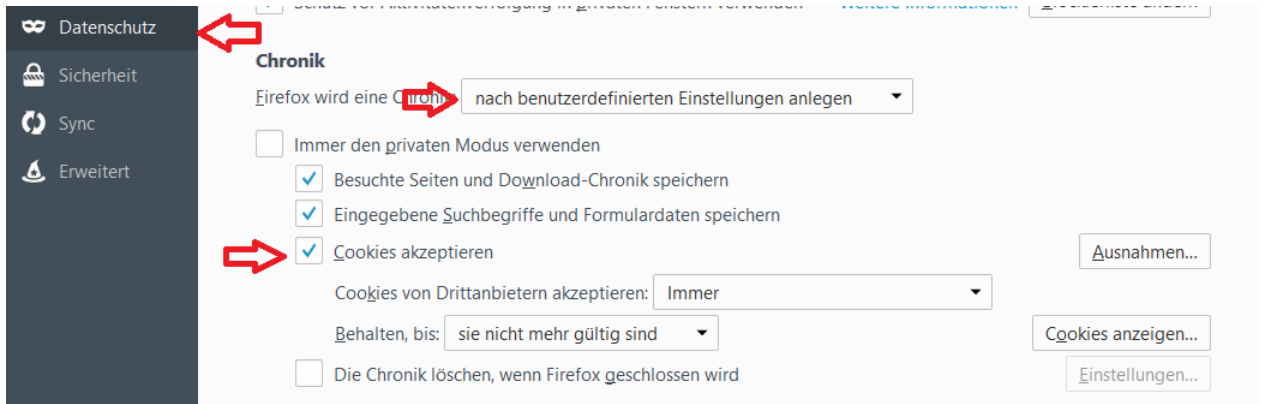 Datenschutz
Sicherheit
Sync
Erweitert
Chronik
Firefox wird eine nach benutzerdefinierten Einstellungen anlegen
Immer den privaten Modus verwenden
Besuchte Seiten und Download-Chronik speichern
Eingegebene Suchbegriffe und Formulardaten speichern
Cookies akzeptieren Ausnahmen...
Cookies von Drittanbietern akzeptieren: Immer
Behalten, bis: sie nicht mehr gültig sind Cookies anzeigen...
Die Chronik löschen, wenn Firefox geschlossen wird Einstellungen...